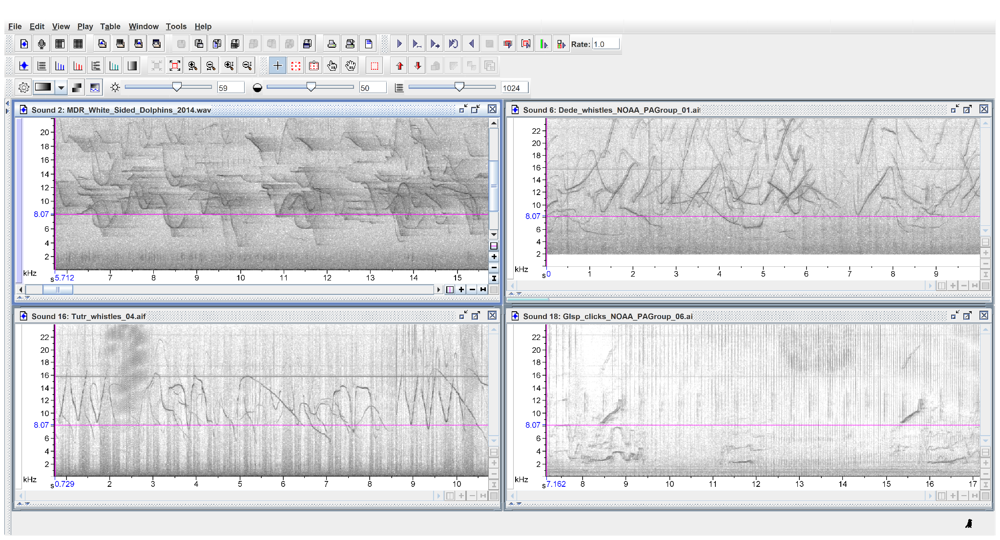 File Edit View Play Table Window Tools Help
Rate: 1.0
59 50 1024
Sound 2: MDR_White_Sided_Dolphins_2014.wav
20
18
16
14
12
10
8.07
6
4
2
kHz
s 5.712 7 8 9 10 11 12 13 14 15
Sound 6: Dede_whistles_NOAA_PAGroup_01.aif
22
20
18
16
14
12
10
8.07
6
4
2
kHz
s 0 1 2 3 4 5 6 7 8 9
Sound 16: Tutr_whistles_04.aif
22
20
18
16
14
12
10
8.07
6
4
2
kHz
s 0.729 2 3 4 5 6 7 8 9 10
Sound 18: Glsp_clicks_NOAA_PAGroup_06.ai
22
20
18
16
14
12
10
8.07
6
4
2
kHz
s 7.162 8 9 10 11 12 13 14 15 16 17